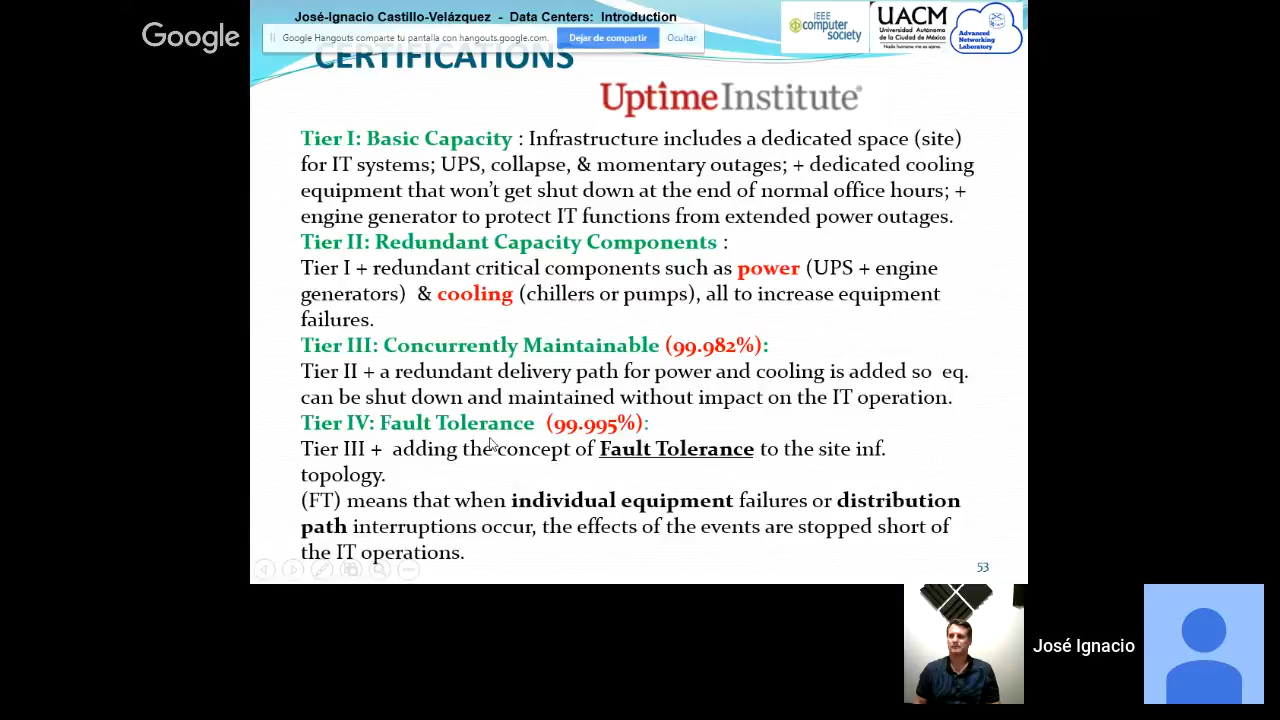 José-Ignacio Castillo-Velázquez - Data Centers: Introduction
Google
Google Hangouts comparte tu pantalla con hangouts.google.com.
Dejar de compartir
Ocultar
IEEE
computer
society
UACM
Universidad Autónoma
de la Ciudad de México
Nada humano me es ajeno
Advanced
Networking
Laboratory
CERTIFICATIONS
UptimeInstitute®
Tier I: Basic Capacity : Infrastructure includes a dedicated space (site)
for IT systems; UPS, collapse, & momentary outages; + dedicated cooling
equipment that won't get shut down at the end of normal office hours; +
engine generator to protect IT functions from extended power outages.
Tier II: Redundant Capacity Components :
Tier I + redundant critical components such as power (UPS + engine
generators) & cooling (chillers or pumps), all to increase equipment
failures.
Tier III: Concurrently Maintainable (99.982%):
Tier II + a redundant delivery path for power and cooling is added so eq.
can be shut down and maintained without impact on the IT operation.
Tier IV: Fault Tolerance (99.995%):
Tier III + adding the concept of Fault Tolerance to the site inf.
topology.
(FT) means that when individual equipment failures or distribution
path interruptions occur, the effects of the events are stopped short of
the IT operations.
53
José Ignacio